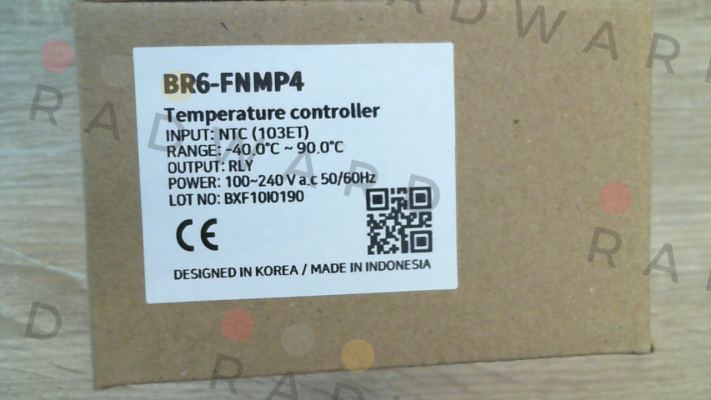 BR6-FNMP4
Temperature controller
INPUT: NTC (103ET)
RANGE: -40.0°C ~ 90.0°C
OUTPUT: RLY
POWER: 100~240 V a.c 50/60Hz
LOT NO: BXF10I0190
CE
DESIGNED IN KOREA / MADE IN INDONESIA
RADWARD